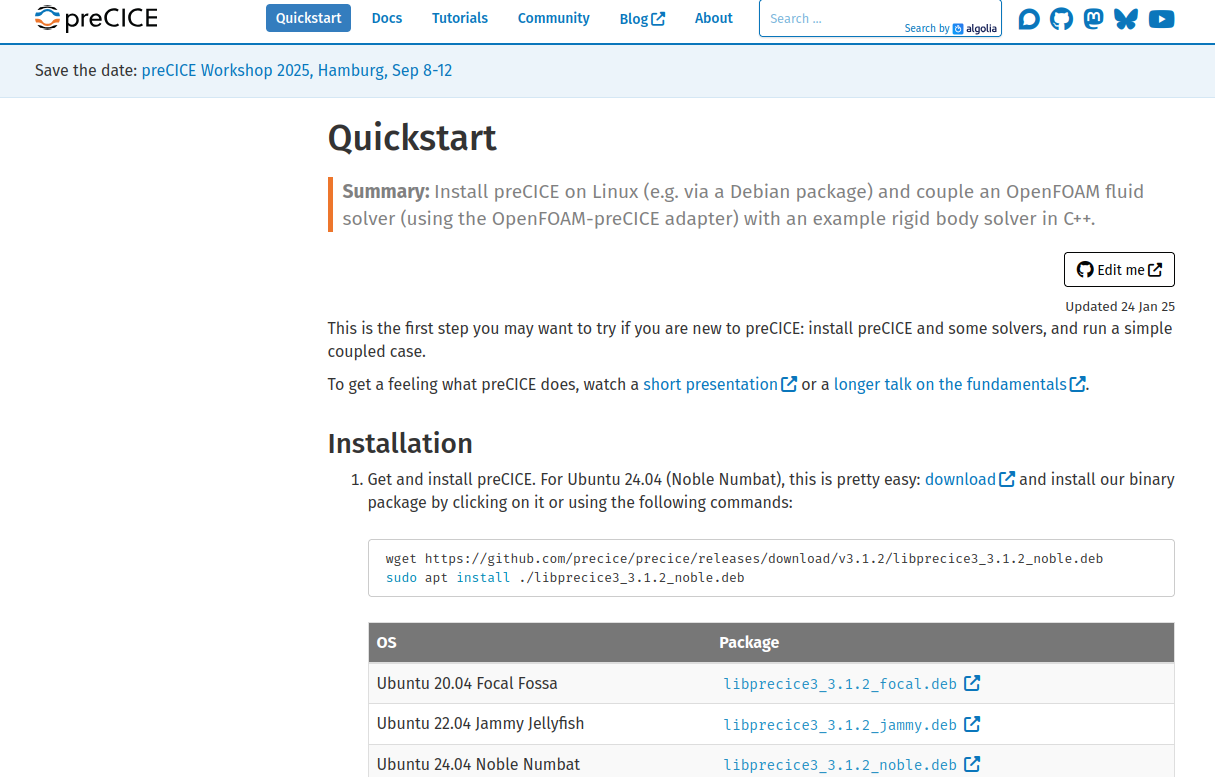 preCICE Quickstart Docs Tutorials Community Blog About Search ... Search by algolia
Save the date: preCICE Workshop 2025, Hamburg, Sep 8-12
Quickstart
Summary: Install preCICE on Linux (e.g. via a Debian package) and couple an OpenFOAM fluid
solver (using the OpenFOAM-preCICE adapter) with an example rigid body solver in C++.
Edit me
Updated 24 Jan 25
This is the first step you may want to try if you are new to preCICE: install preCICE and some solvers, and run a simple
coupled case.
To get a feeling what preCICE does, watch a short presentation or a longer talk on the fundamentals.
Installation
1. Get and install preCICE. For Ubuntu 24.04 (Noble Numbat), this is pretty easy: download and install our binary
package by clicking on it or using the following commands:
wget https://github.com/precice/precice/releases/download/v3.1.2/libprecice3_3.1.2_noble.deb
sudo apt install ./libprecice3_3.1.2_noble.deb
OS Package
Ubuntu 20.04 Focal Fossa libprecice3_3.1.2_focal.deb
Ubuntu 22.04 Jammy Jellyfish libprecice3_3.1.2_jammy.deb
Ubuntu 24.04 Noble Numbat libprecice3_3.1.2_noble.deb